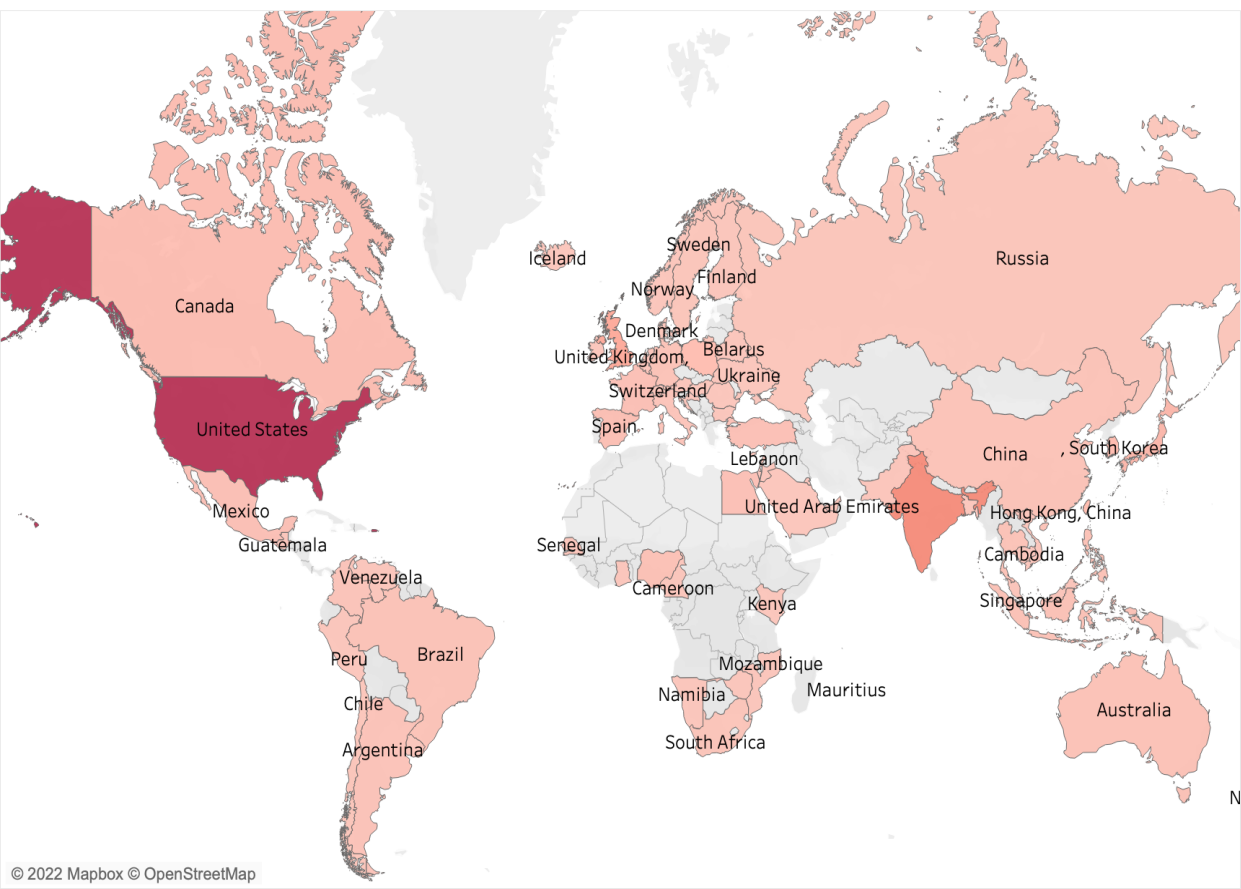 Iceland
Sweden
Finland
Norway
Russia
Canada
Denmark
United Kingdom,
Belarus
Ukraine
Switzerland
United States
Spain
Lebanon
China
, South Korea
Mexico
United Arab Emirates
Hong Kong, China
Guatemala
Senegal
Cambodia
Venezuela
Cameroon
Kenya
Singapore
Peru
Brazil
Mozambique
Chile
Namibia
Mauritius
Australia
Argentina
South Africa
N
© 2022 Mapbox © OpenStreetMap